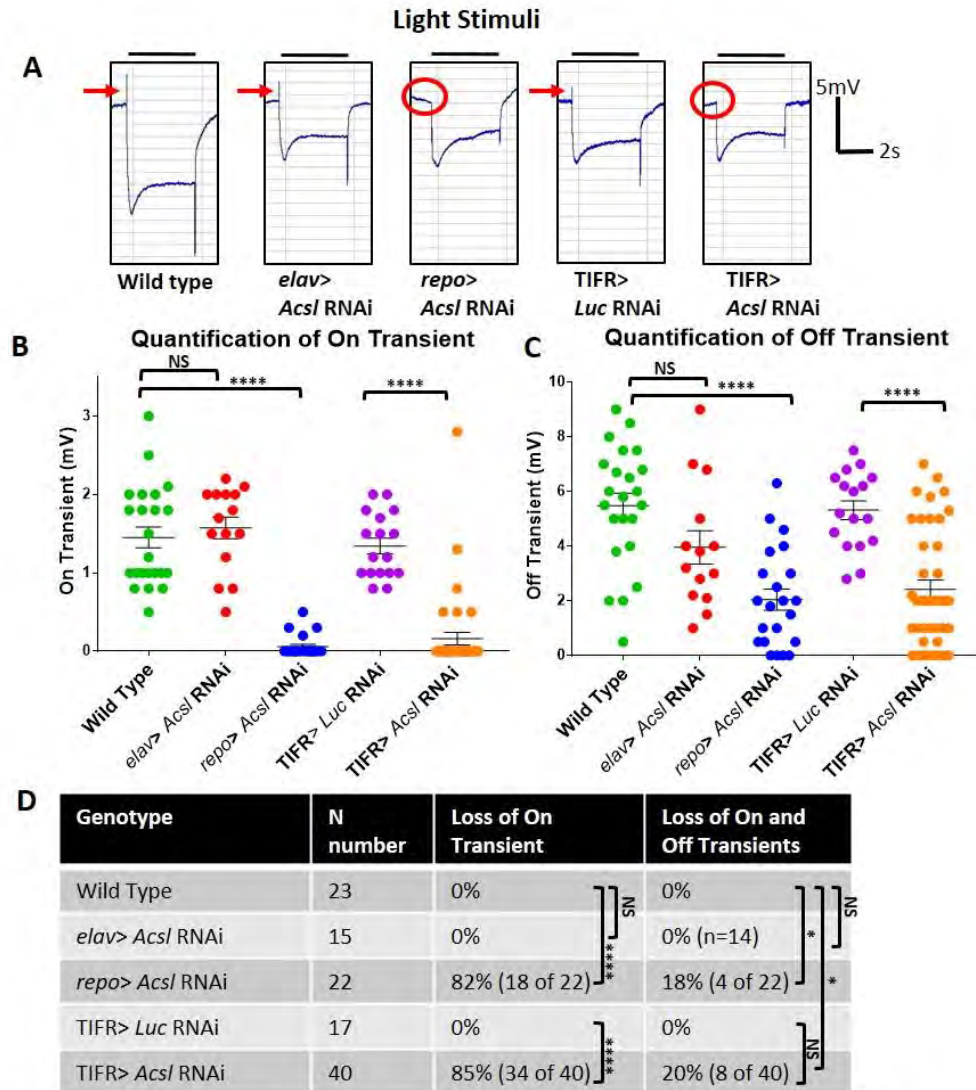 Light Stimuli
A
5mV
2s
Wild type
elav>
Acsl RNAi
repo>
Acsl RNAi
TIFR>
Luc RNAi
TIFR>
Acsl RNAi
B
Quantification of On Transient
NS
****
****
On Transient (mV)
3
2
1
0
Wild Type
elav> Acsl RNAi
repo> Acsl RNAi
TIFR> Luc RNAi
TIFR> Acsl RNAi
C
Quantification of Off Transient
NS
****
****
Off Transient (mV)
10
8
6
4
2
0
Wild Type
elav> Acsl RNAi
repo> Acsl RNAi
TIFR> Luc RNAi
TIFR> Acsl RNAi
D
Genotype N number Loss of On Transient Loss of On and Off Transients
Wild Type 23 0% 0%
elav> Acsl RNAi 15 0% 0% (n=14)
repo> Acsl RNAi 22 82% (18 of 22) 18% (4 of 22)
TIFR> Luc RNAi 17 0% 0%
TIFR> Acsl RNAi 40 85% (34 of 40) 20% (8 of 40)
NS
****
****
NS
*
*
NS